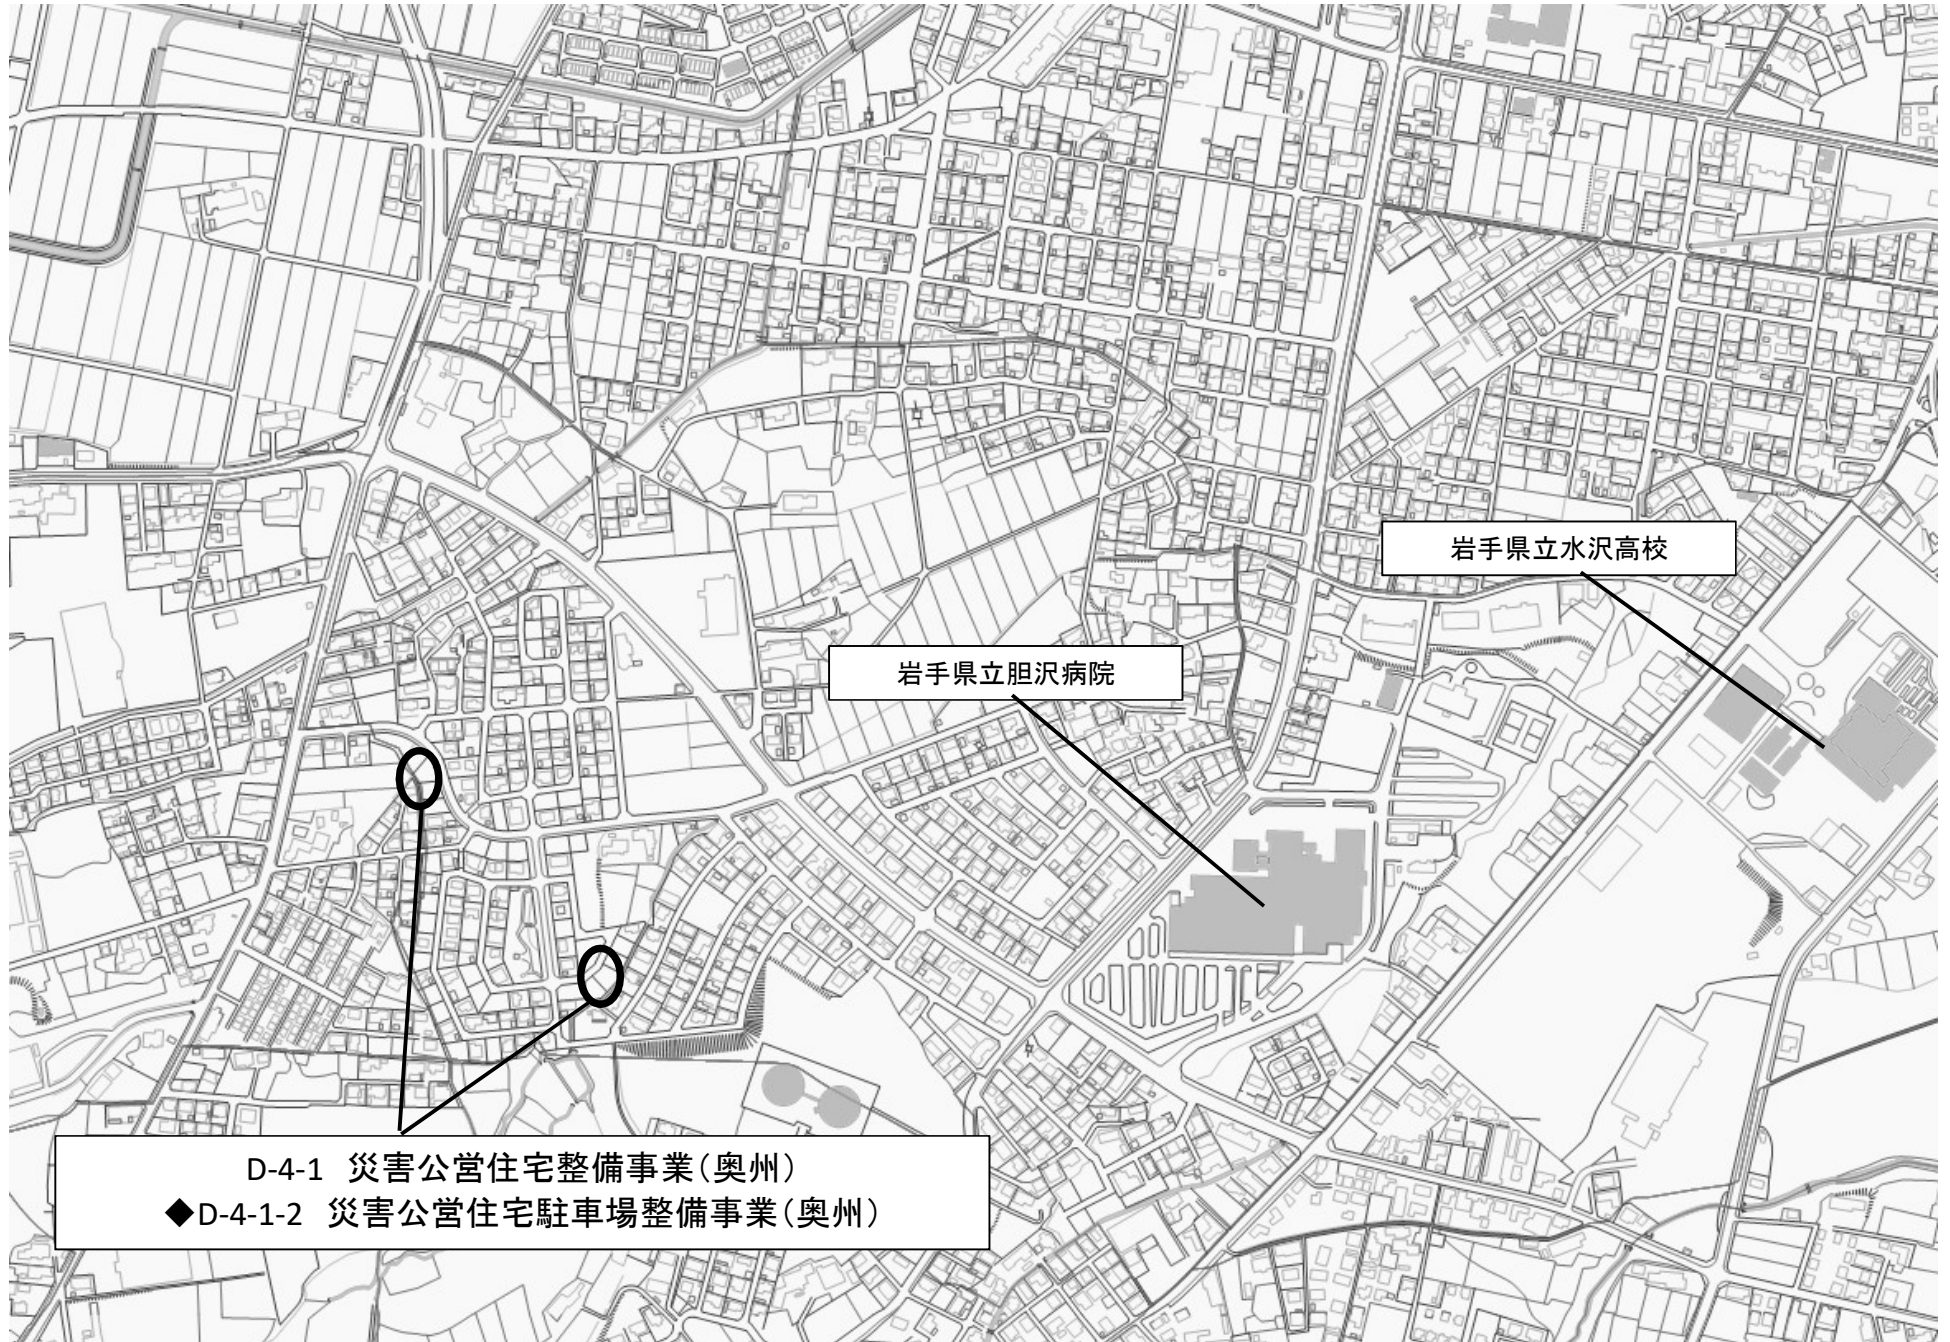 岩手県立水沢高校
岩手県立胆沢病院
D-4-1 災害公営住宅整備事業(奥州)
◆D-4-1-2 災害公営住宅駐車場整備事業(奥州)